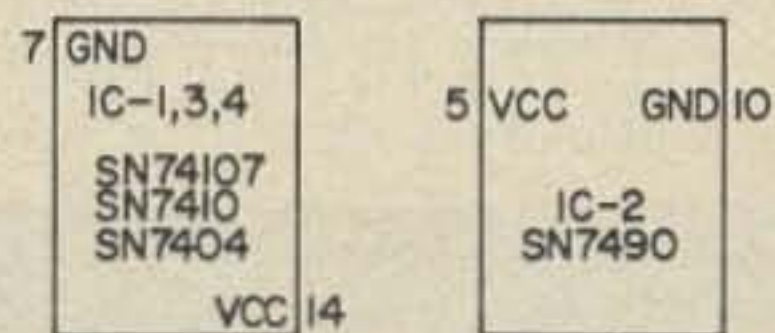 7 GND
IC-1,3,4
SN74107
SN7410
SN7404
VCC 14
5 VCC GND 10
IC-2
SN7490